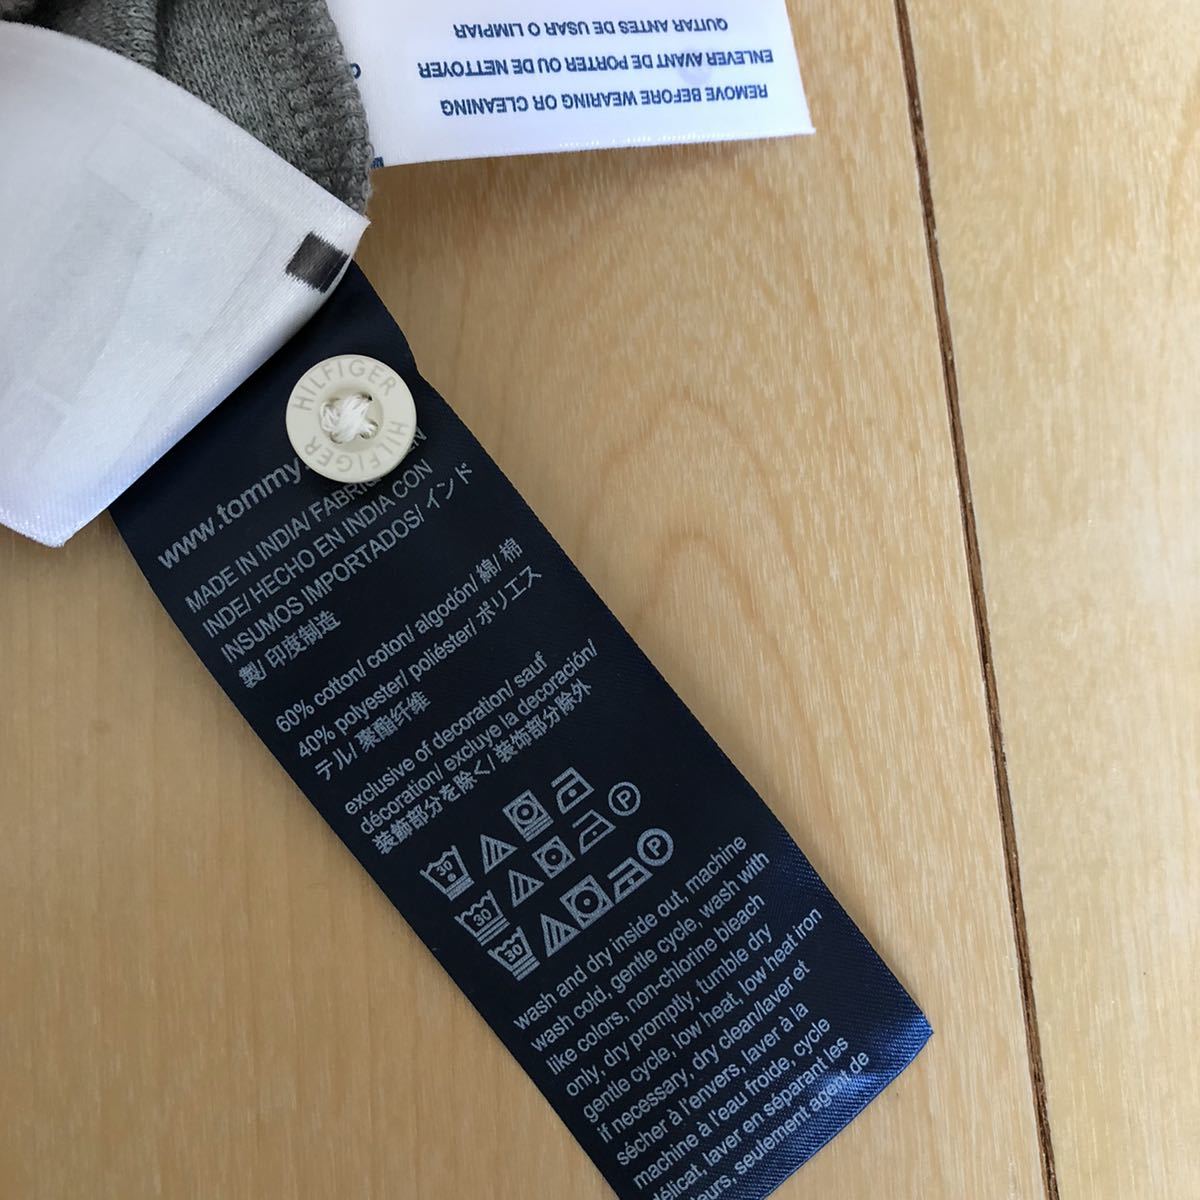 QUITAR ANTES DE USAR O LIMPIAR
ENLEVER AVANT DE PORTER OU DE NETTOYER
REMOVE BEFORE WEARING OR CLEANING
HILFIGER HILFIGER
www.tommy
MADE IN INDIA/ FABRI EN
INDE/ HECHO EN INDIA CON
INSUMOS IMPORTADOS/ インド
製/ 印度制造
60% cotton/ coton/ algodón/ 綿/ 棉
40% polyester/ poliéster/ ポリエス
テル/ 聚酯纤维
exclusive of decoration/ sauf
décoration/ excluye la decoración/
装飾部分を除く/ 装饰部分除外
30 P
30 P
30
wash and dry inside out, machine
wash cold, gentle cycle, wash with
like colors, non-chlorine bleach
only, dry promptly, tumble dry
gentle cycle, low heat, low heat iron
if necessary, dry clean/laver et
sécher à l'envers, laver à la
machine à l'eau froide, cycle
délicat, laver en séparant les
leurs, seulement agent de